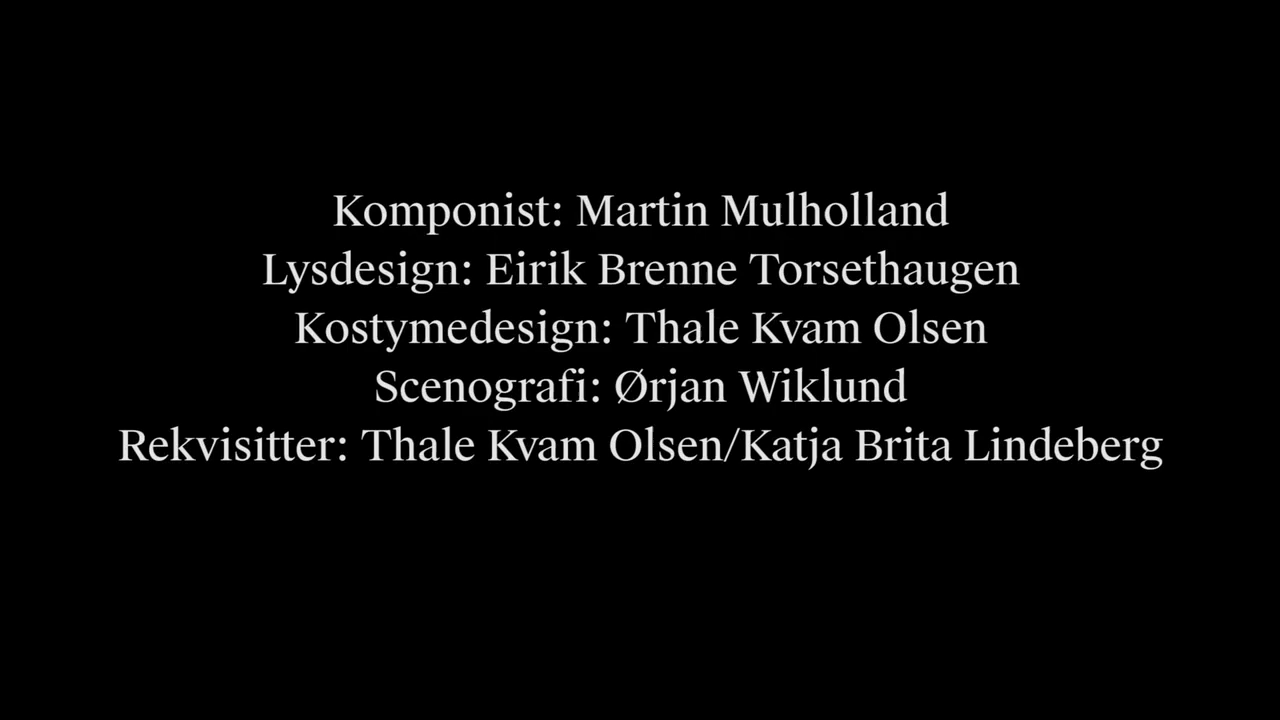 Komponist: Martin Mulholland
Lysdesign: Eirik Brenne Torsethaugen
Kostymedesign: Thale Kvam Olsen
Scenografi: Ørjan Wiklund
Rekvisitter: Thale Kvam Olsen/Katja Brita Lindeberg